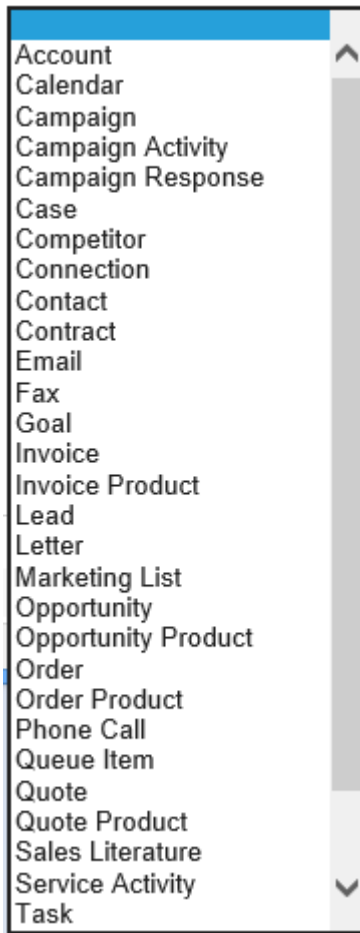 Account
Calendar
Campaign
Campaign Activity
Campaign Response
Case
Competitor
Connection
Contact
Contract
Email
Fax
Goal
Invoice
Invoice Product
Lead
Letter
Marketing List
Opportunity
Opportunity Product
Order
Order Product
Phone Call
Queue Item
Quote
Quote Product
Sales Literature
Service Activity
Task